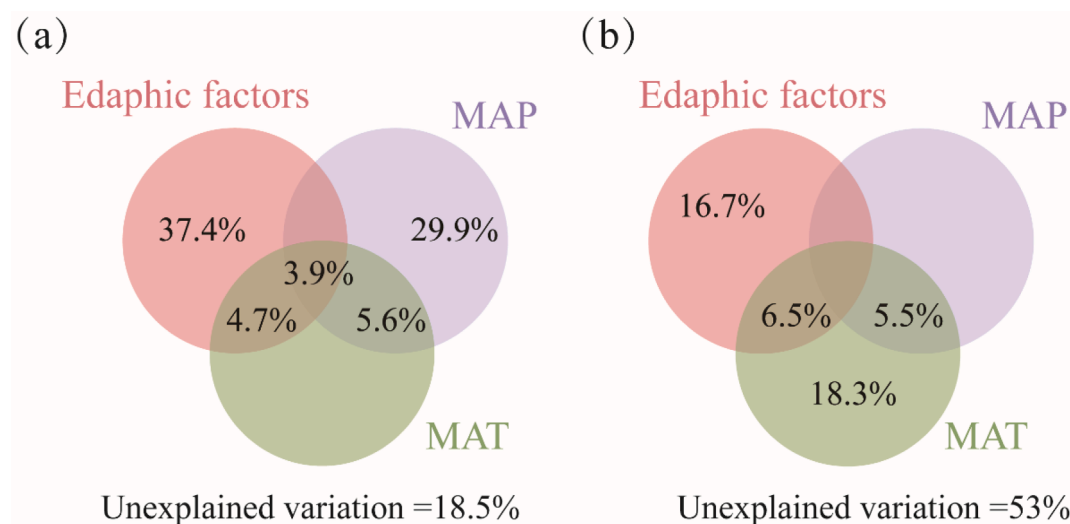 (a)
Edaphic factors
MAP
37.4%
29.9%
3.9%
4.7%
5.6%
MAT
Unexplained variation =18.5%
(b)
Edaphic factors
MAP
16.7%
6.5%
5.5%
18.3%
MAT
Unexplained variation =53%